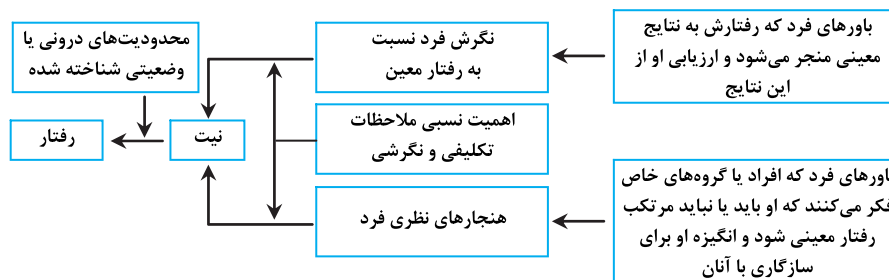 باورهای فرد که رفتارش به نتایج
معینی منجر می‌شود و ارزیابی او از
این نتایج
نگرش فرد نسبت
به رفتار معین
محدودیت‌های درونی یا
وضعیتی شناخته شده
اهمیت نسبی ملاحظات
تکلیفی و نگرشی
نیت
رفتار
باورهای فرد که افراد یا گروه‌های خاص
فکر می‌کنند که او باید یا نباید مرتکب
رفتار معینی شود و انگیزه او برای
سازگاری با آنان
هنجارهای نظری فرد